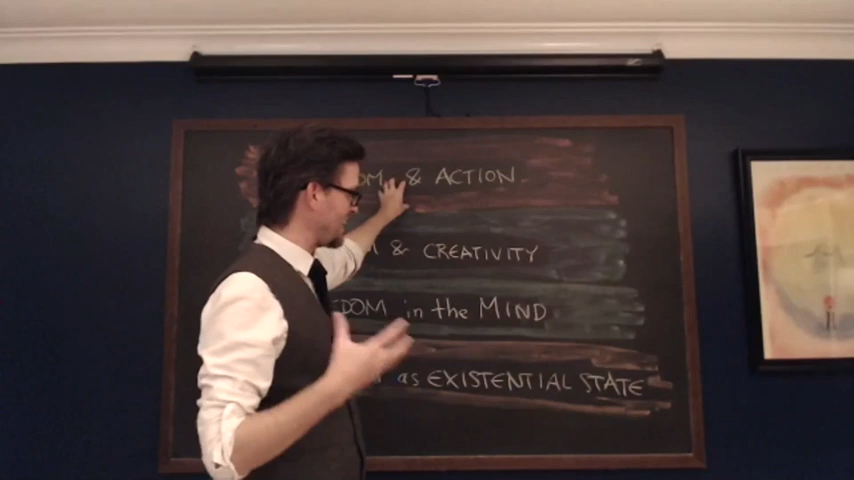 & ACTION
& CREATIVITY
in the MIND
as EXISTENTIAL STATE